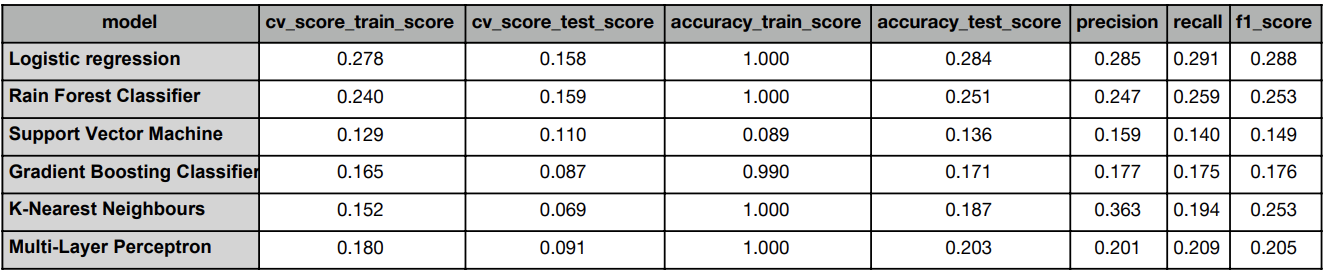 model cv_score_train_score cv_score_test_score accuracy_train_score accuracy_test_score precision recall f1_score
Logistic regression 0.278 0.158 1.000 0.284 0.285 0.291 0.288
Rain Forest Classifier 0.240 0.159 1.000 0.251 0.247 0.259 0.253
Support Vector Machine 0.129 0.110 0.089 0.136 0.159 0.140 0.149
Gradient Boosting Classifier 0.165 0.087 0.990 0.171 0.177 0.175 0.176
K-Nearest Neighbours 0.152 0.069 1.000 0.187 0.363 0.194 0.253
Multi-Layer Perceptron 0.180 0.091 1.000 0.203 0.201 0.209 0.205